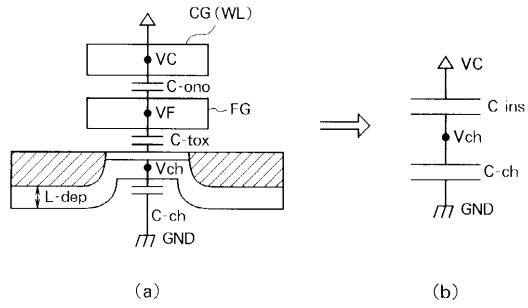 CG(WL)
VC
C-ono
VF
FG
C-tox
Vch
L-dep
C-ch
GND
(a)
VC
C ins
Vch
C-ch
GND
(b)